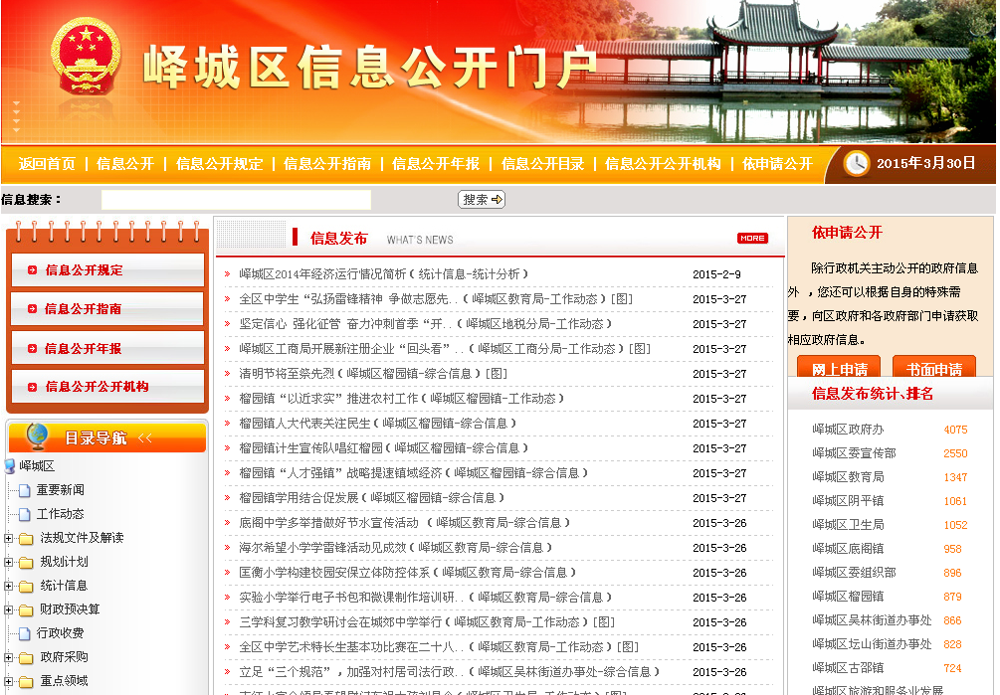 峄城区信息公开门户
返回首页 | 信息公开 | 信息公开规定 | 信息公开指南 | 信息公开年报 | 信息公开目录 | 信息公开公开机构 | 依申请公开
2015年3月30日
信息搜索：
搜索
信息公开规定
信息公开指南
信息公开年报
信息公开公开机构
目录导航 <<
峄城区
重要新闻
工作动态
法规文件及解读
规划计划
统计信息
财政预决算
行政收费
政府采购
重点领域
信息发布 WHAT'S NEWS MORE
» 峄城区2014年经济运行情况简析（统计信息-统计分析） 2015-2-9
» 全区中学生“弘扬雷锋精神 争做志愿先..（峄城区教育局-工作动态）[图] 2015-3-27
» 坚定信心 强化征管 奋力冲刺首季“开..（峄城区地税分局-工作动态） 2015-3-27
» 峄城区工商局开展新注册企业“回头看”..（峄城区工商分局-工作动态）[图] 2015-3-27
» 清明节将至祭先烈（峄城区榴园镇-综合信息）[图] 2015-3-27
» 榴园镇“以近求实”推进农村工作（峄城区榴园镇-工作动态） 2015-3-27
» 榴园镇人大代表关注民生（峄城区榴园镇-综合信息） 2015-3-27
» 榴园镇计生宣传队唱红榴园（峄城区榴园镇-综合信息） 2015-3-27
» 榴园镇“人才强镇”战略提速镇域经济（峄城区榴园镇-综合信息） 2015-3-27
» 榴园镇学用结合促发展（峄城区榴园镇-综合信息） 2015-3-27
» 底阁中学多举措做好节水宣传活动 （峄城区教育局-综合信息） 2015-3-26
» 海尔希望小学学雷锋活动见成效（峄城区教育局-综合信息） 2015-3-26
» 匡衡小学构建校园安保立体防控体系（峄城区教育局-综合信息） 2015-3-26
» 实验小学举行电子书包和微课制作培训研..（峄城区教育局-综合信息） 2015-3-26
» 三学科复习教学研讨会在城郊中学举行（峄城区教育局-工作动态）[图] 2015-3-26
» 全区中学艺术特长生基本功比赛在二十八..（峄城区教育局-工作动态）[图] 2015-3-26
» 立足“三个规范”，加强对村居司法行政..（峄城区吴林街道办事处-综合信息） 2015-3-26
依申请公开
除行政机关主动公开的政府信息
外 ，您还可以根据自身的特殊需
要，向区政府和各政府部门申请获取
相应政府信息。
网上申请 书面申请
信息发布统计、排名
峄城区政府办 4075
峄城区委宣传部 2550
峄城区教育局 1347
峄城区阴平镇 1061
峄城区卫生局 1052
峄城区底阁镇 958
峄城区委组织部 896
峄城区榴园镇 879
峄城区吴林街道办事处 866
峄城区坛山街道办事处 828
峄城区古邵镇 724
峄城区旅游和服务业发展